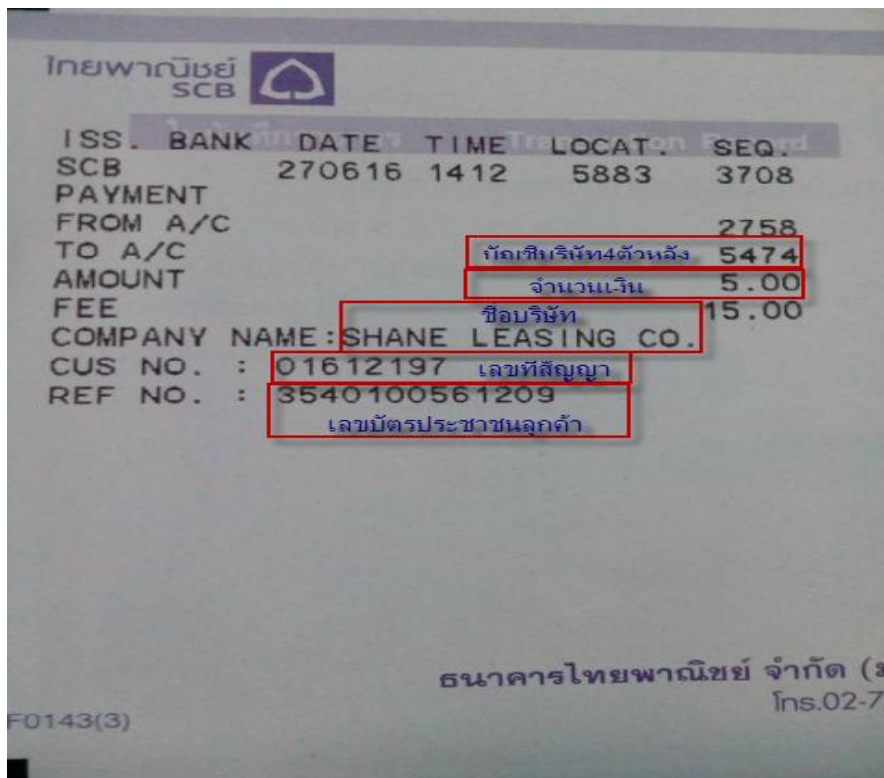 ไทยพาณิชย์
SCB
ISS. BANK DATE TIME LOCAT. SEQ.
SCB 270616 1412 5883 3708
PAYMENT
FROM A/C 2758
TO A/C บัญชีบริษัท4ตัวหลัง 5474
AMOUNT จำนวนเงิน 5.00
FEE 15.00
ชื่อบริษัท
COMPANY NAME:SHANE LEASING CO.
CUS NO. : 01612197 เลขที่สัญญา
REF NO. : 3540100561209
เลขบัตรประชาชนลูกค้า
ธนาคารไทยพาณิชย์ จำกัด
โทร.02-7
F0143(3)